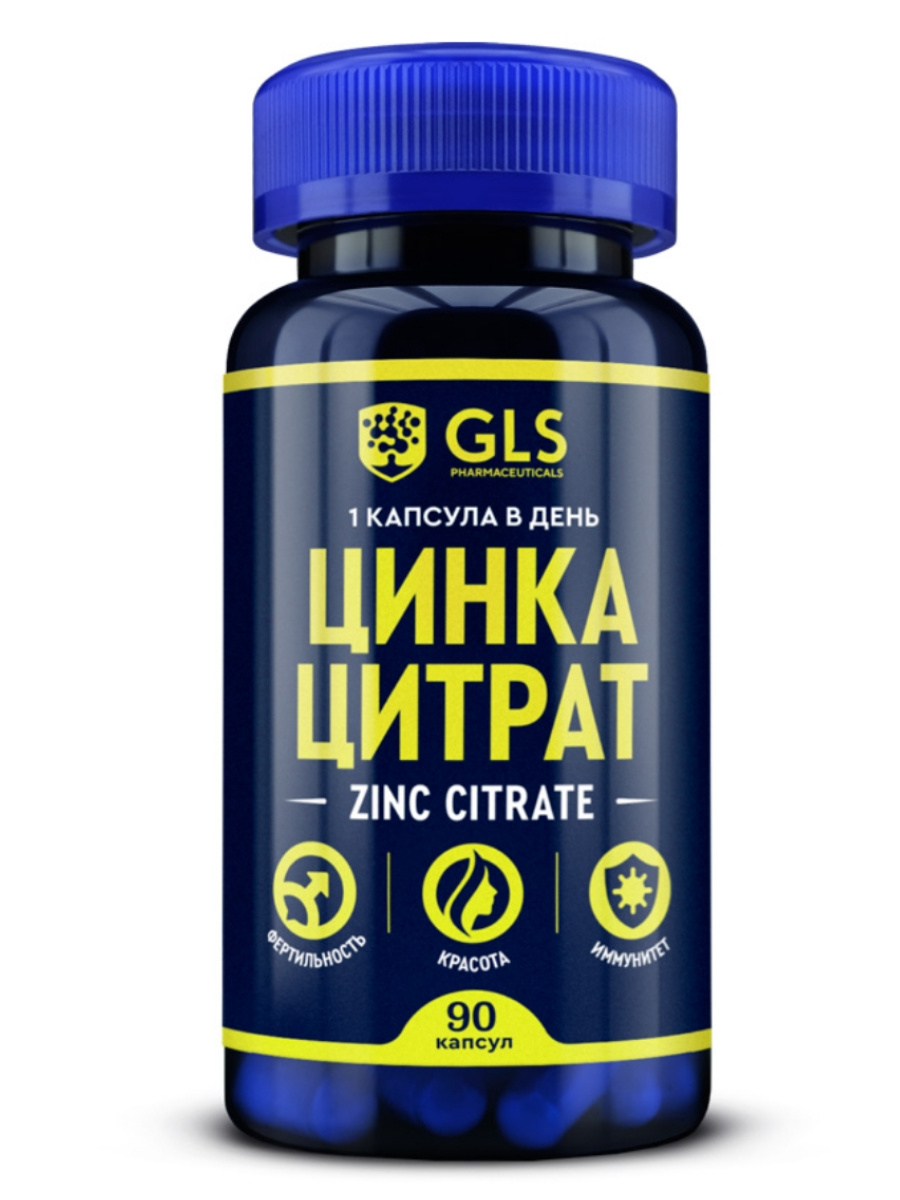 GLS
PHARMACEUTICALS
1 КАПСУЛА В ДЕНЬ
ЦИНКА
ЦИТРАТ
ZINC CITRATE
ФЕРТИЛЬНОСТЬ
КРАСОТА
ИММУНИТЕТ
90
капсул